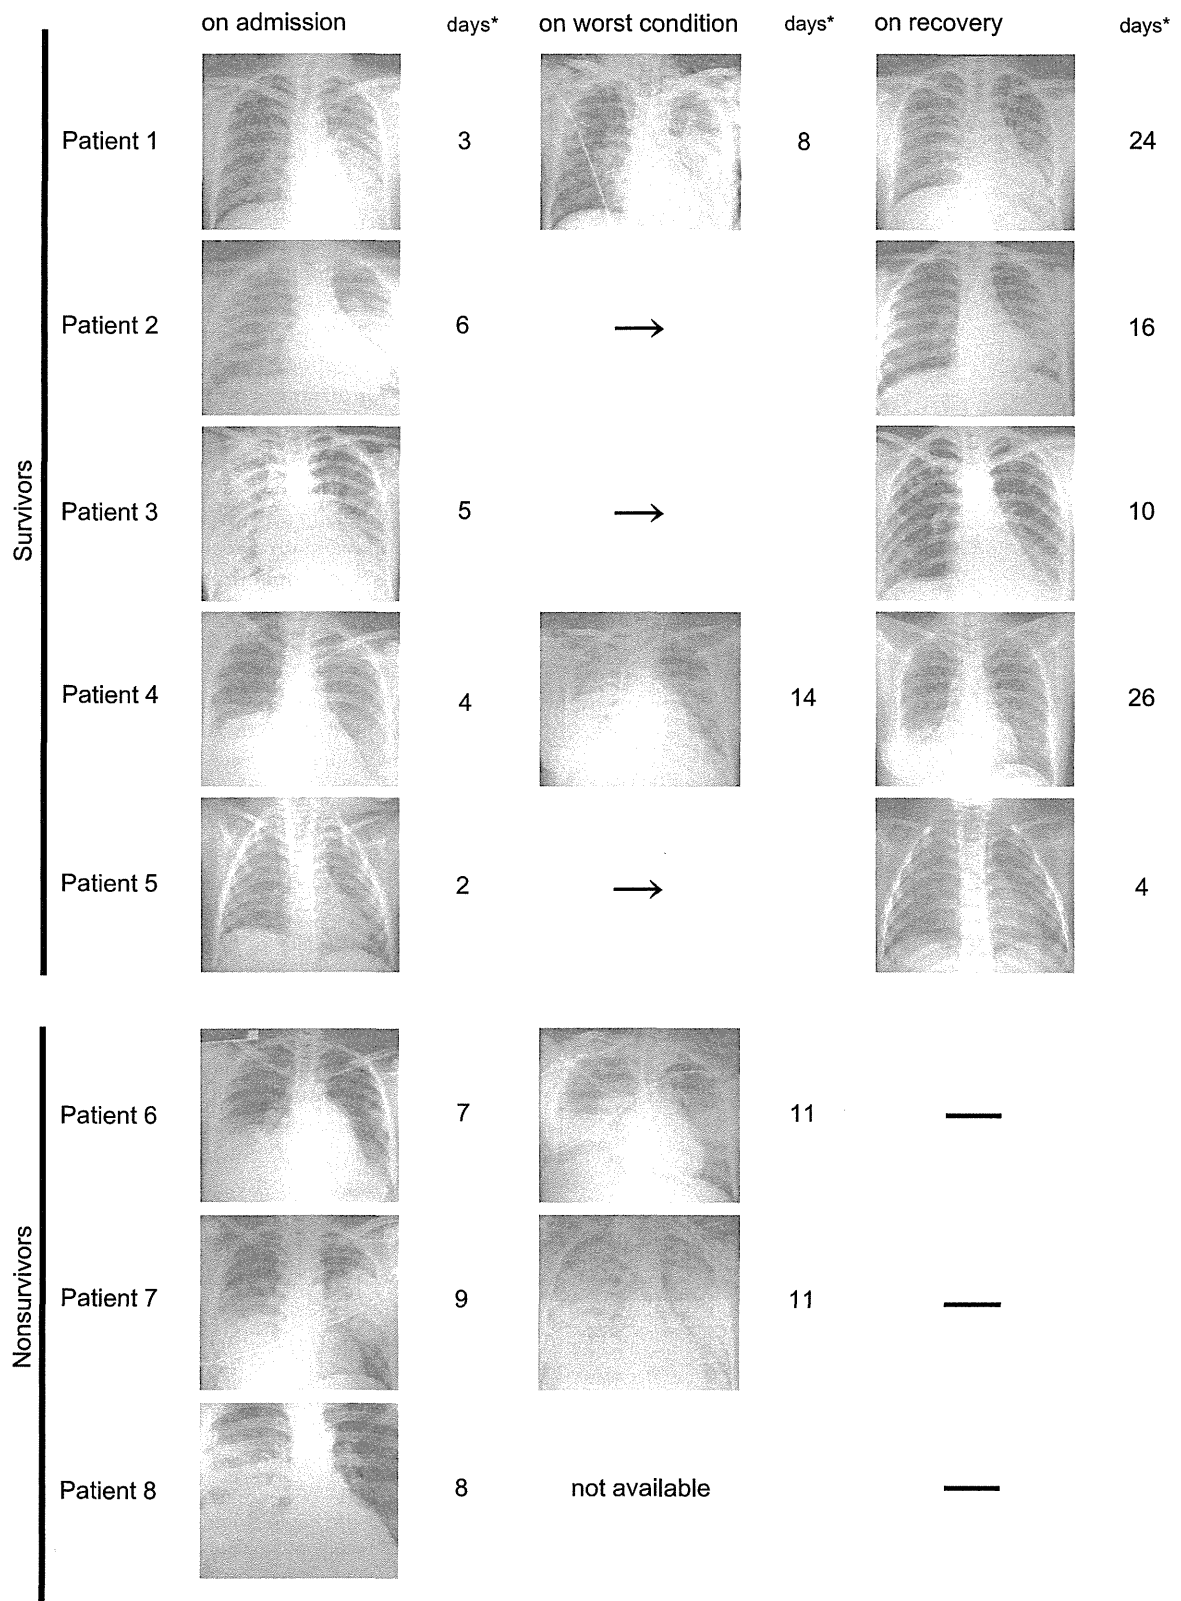 on admission days* on worst condition days* on recovery days*
Survivors
Patient 1 3 8 24
Patient 2 6 → 16
Patient 3 5 → 10
Patient 4 4 14 26
Patient 5 2 → 4
Nonsurvivors
Patient 6 7 11 —
Patient 7 9 11 —
Patient 8 8 not available —